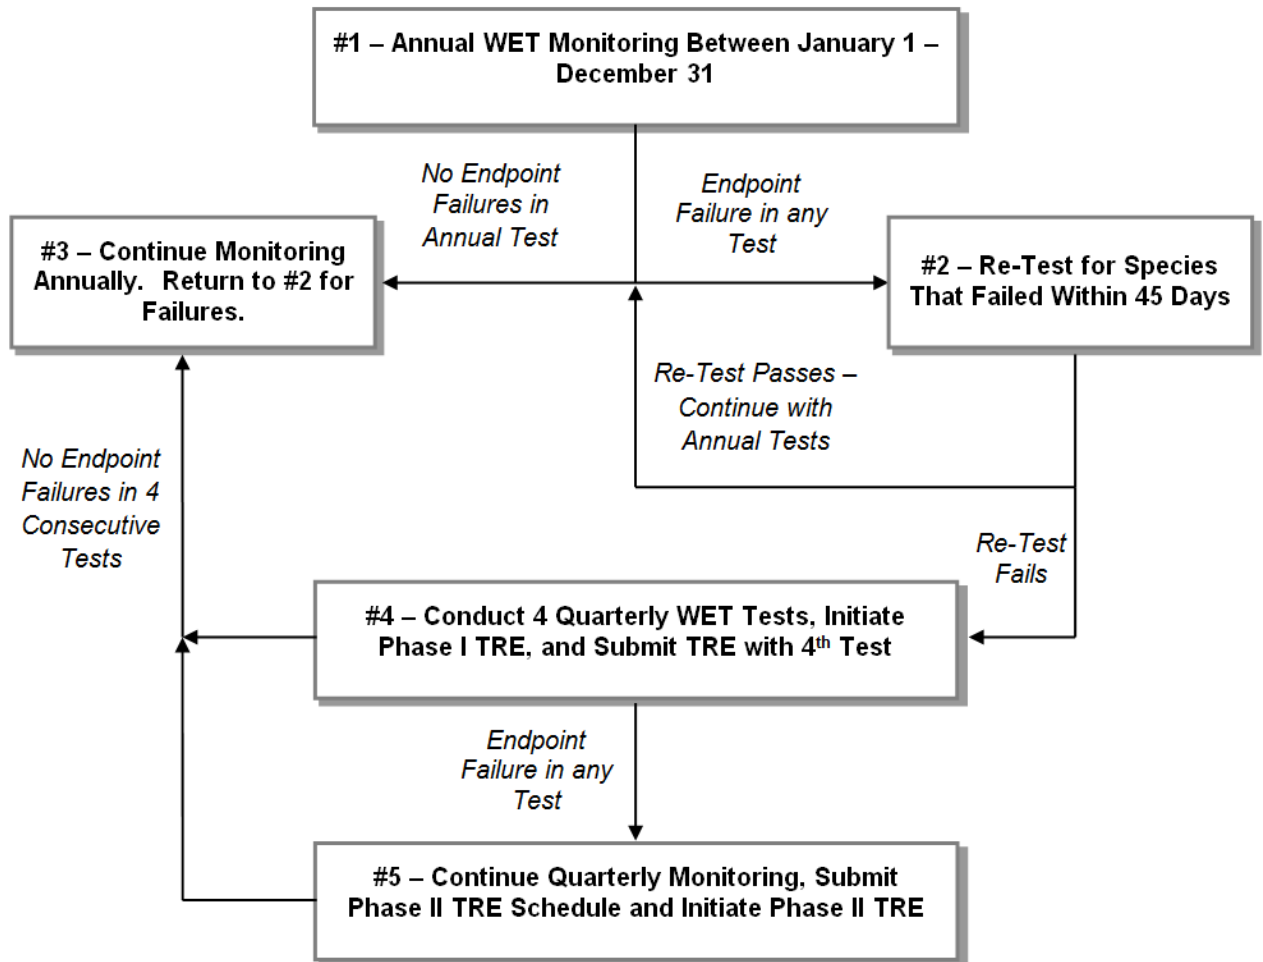 #1 – Annual WET Monitoring Between January 1 –
December 31
No Endpoint
Failures in
Annual Test
Endpoint
Failure in any
Test
#3 – Continue Monitoring
Annually.  Return to #2 for
Failures.
#2 – Re-Test for Species
That Failed Within 45 Days
Re-Test Passes –
Continue with
Annual Tests
No Endpoint
Failures in 4
Consecutive
Tests
Re-Test
Fails
#4 – Conduct 4 Quarterly WET Tests, Initiate
Phase I TRE, and Submit TRE with 4th Test
Endpoint
Failure in any
Test
#5 – Continue Quarterly Monitoring, Submit
Phase II TRE Schedule and Initiate Phase II TRE